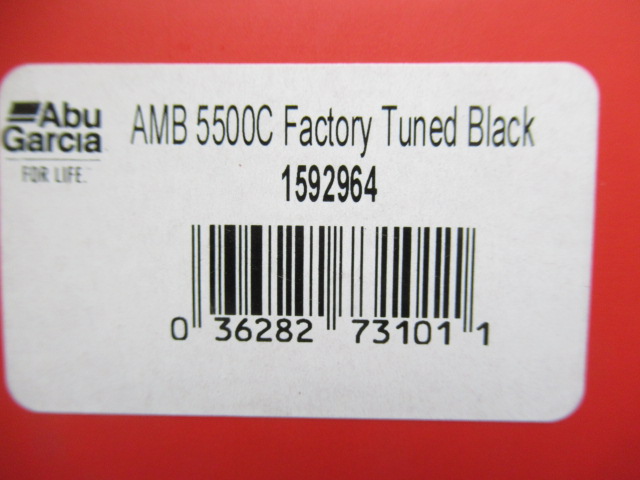 Abu
Garcia
FOR LIFE.
AMB 5500C Factory Tuned Black
1592964
0 36282 73101 1